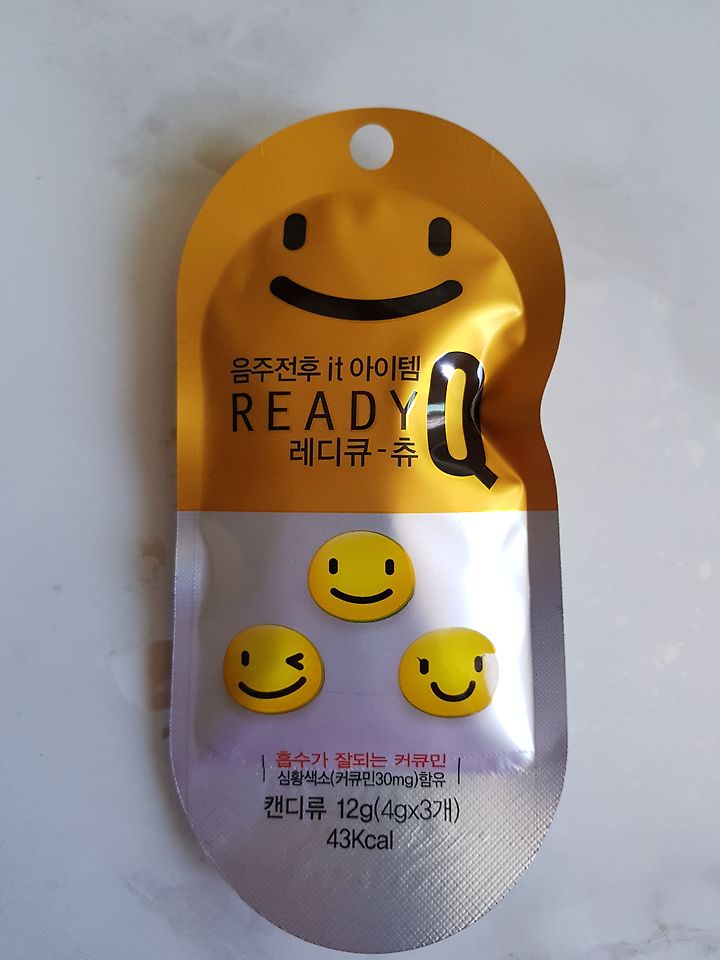 음주전후 it 아이템
READY Q
레디큐-츄
흡수가 잘되는 커큐민
심황색소(커큐민30mg)함유
캔디류 12g(4gx3개)
43Kcal